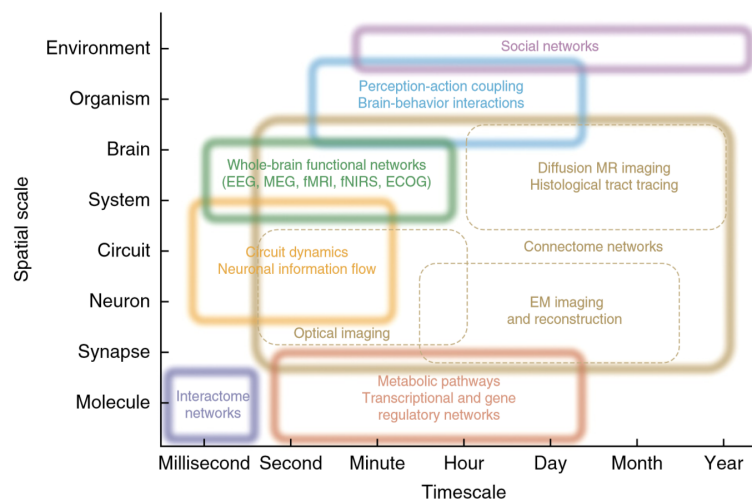 Environment
Organism
Brain
System
Circuit
Neuron
Synapse
Molecule
Spatial scale
Social networks
Perception-action coupling
Brain-behavior interactions
Whole-brain functional networks
(EEG, MEG, fMRI, fNIRS, ECOG)
Diffusion MR imaging
Histological tract tracing
Circuit dynamics
Neuronal information flow
Connectome networks
EM imaging
and reconstruction
Optical imaging
Interactome
networks
Metabolic pathways
Transcriptional and gene
regulatory networks
Millisecond Second Minute Hour Day Month Year
Timescale